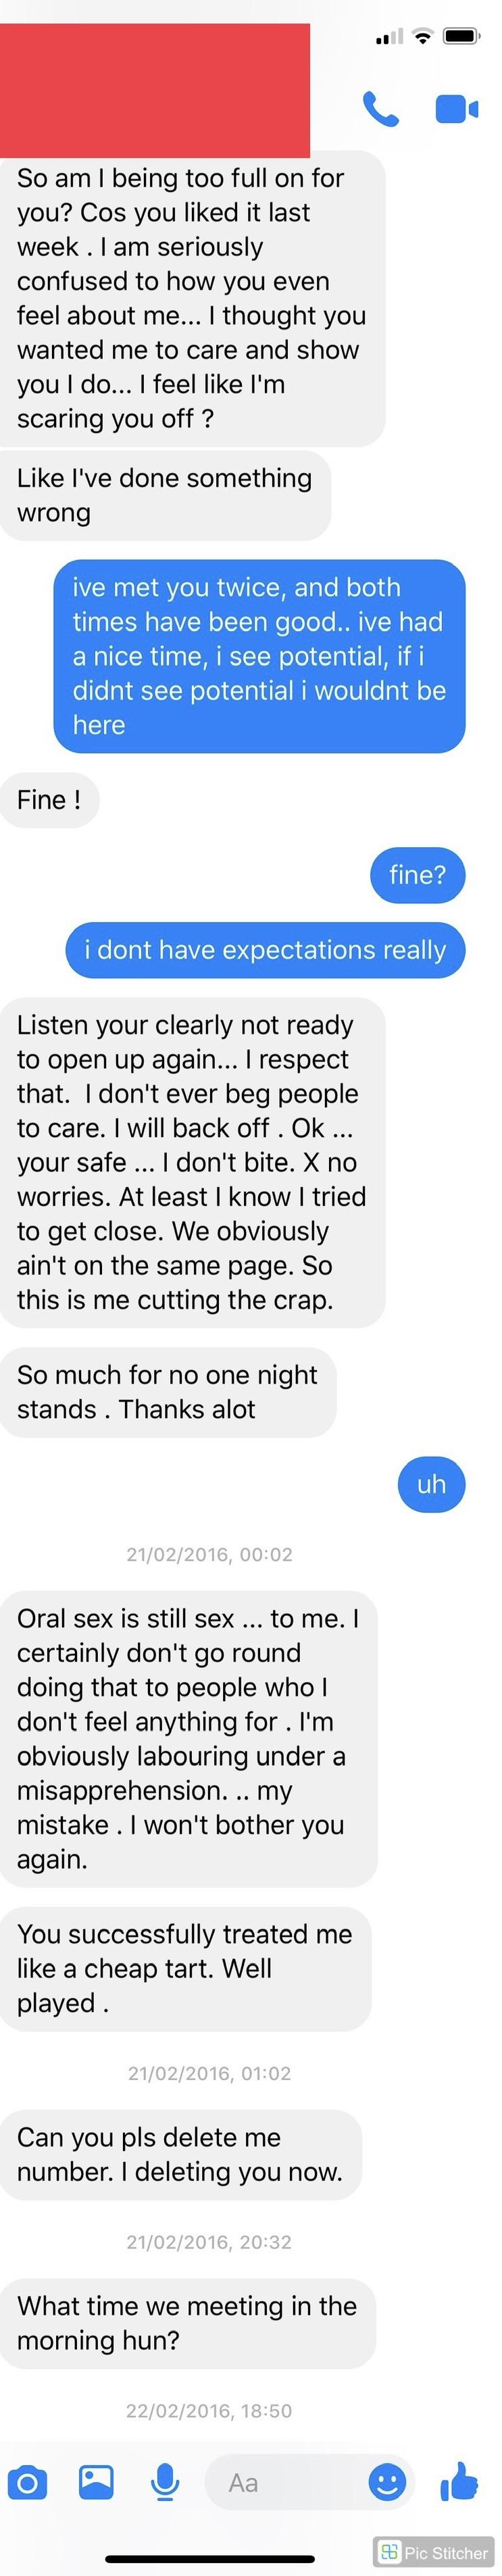 So am I being too full on for
you? Cos you liked it last
week . I am seriously
confused to how you even
feel about me... I thought you
wanted me to care and show
you I do... I feel like I'm
scaring you off ?
Like I've done something
wrong
ive met you twice, and both
times have been good.. ive had
a nice time, i see potential, if i
didnt see potential i wouldnt be
here
Fine !
fine?
i dont have expectations really
Listen your clearly not ready
to open up again... I respect
that.  I don't ever beg people
to care. I will back off . Ok ...
your safe ... I don't bite. X no
worries. At least I know I tried
to get close. We obviously
ain't on the same page. So
this is me cutting the crap.
So much for no one night
stands . Thanks alot
uh
21/02/2016, 00:02
Oral sex is still sex ... to me. I
certainly don't go round
doing that to people who I
don't feel anything for . I'm
obviously labouring under a
misapprehension. .. my
mistake . I won't bother you
again.
You successfully treated me
like a cheap tart. Well
played .
21/02/2016, 01:02
Can you pls delete me
number. I deleting you now.
21/02/2016, 20:32
What time we meeting in the
morning hun?
22/02/2016, 18:50
Aa
Pic Stitcher